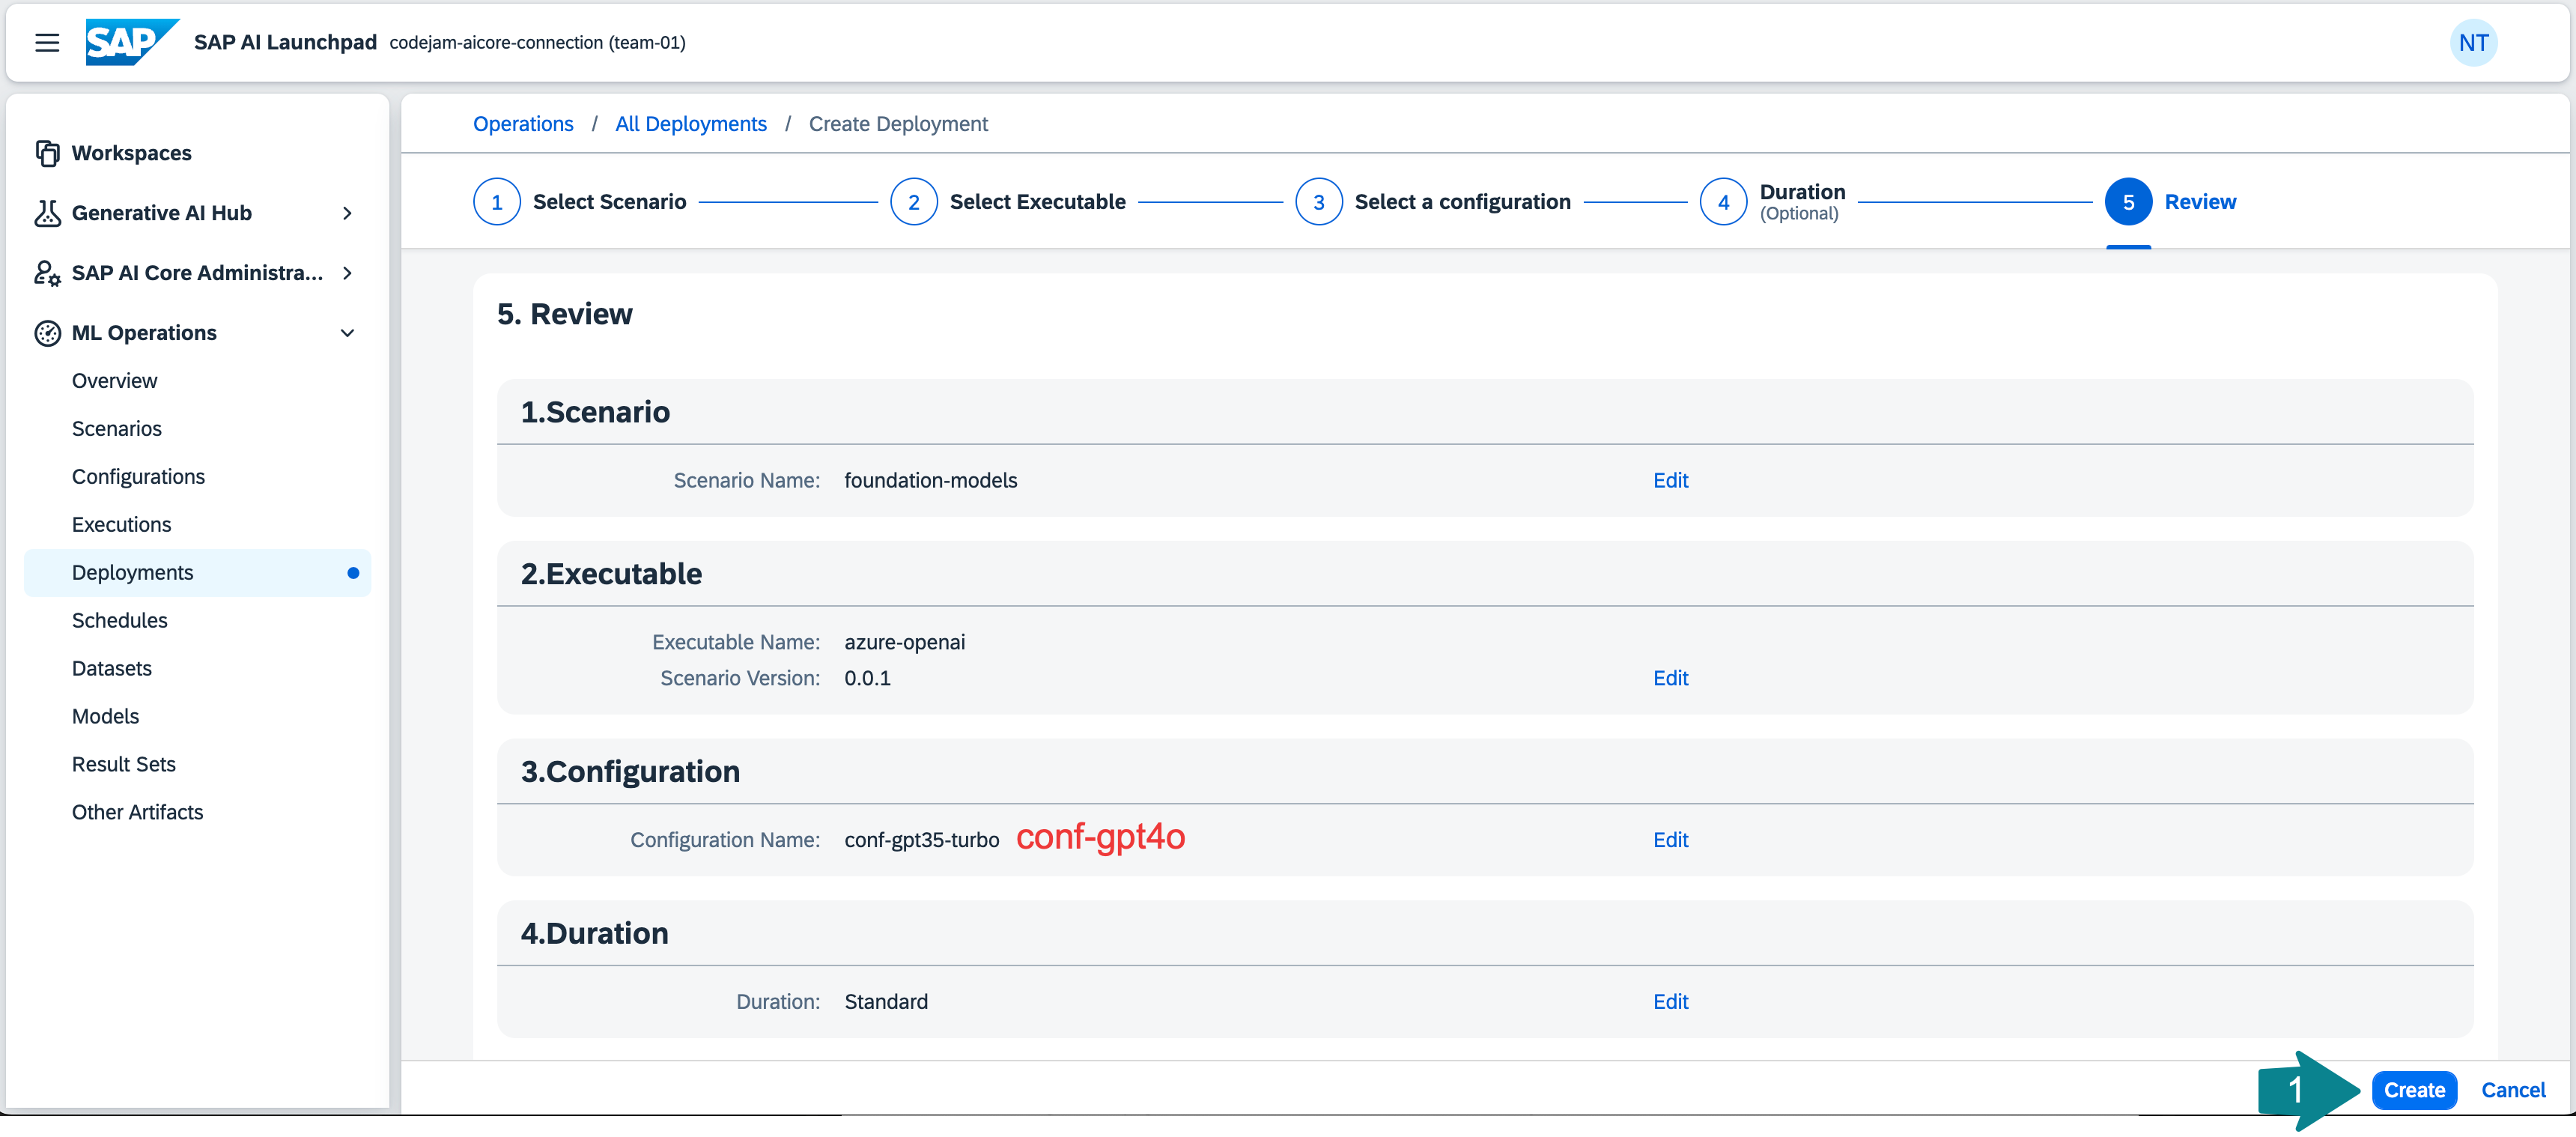 SAP SAP AI Launchpad codejam-aicore-connection (team-01) NT
Workspaces
Generative AI Hub
SAP AI Core Administra...
ML Operations
Overview
Scenarios
Configurations
Executions
Deployments
Schedules
Datasets
Models
Result Sets
Other Artifacts
Operations / All Deployments / Create Deployment
1 Select Scenario 2 Select Executable 3 Select a configuration 4 Duration (Optional) 5 Review
5. Review
1.Scenario
Scenario Name: foundation-models Edit
2.Executable
Executable Name: azure-openai
Scenario Version: 0.0.1 Edit
3.Configuration
Configuration Name: conf-gpt35-turbo conf-gpt4o Edit
4.Duration
Duration: Standard Edit
1 Create Cancel